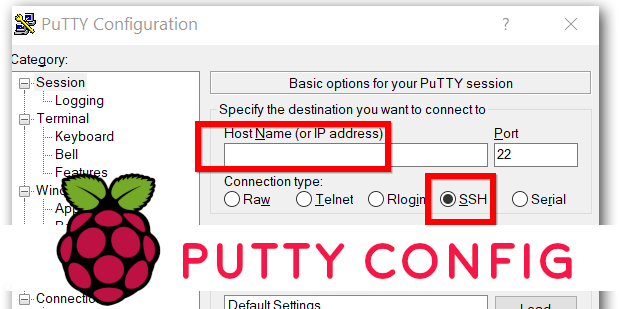 PuTTY Configuration
?
Category:
Session
Logging
Terminal
Keyboard
Bell
Features
Basic options for your PuTTY session
Specify the destination you want to connect to
Host Name (or IP address)
Port
22
Connection type:
Raw
Telnet
Rlogin
SSH
Serial
PUTTY CONFIG
Connection
Default Settings
Load